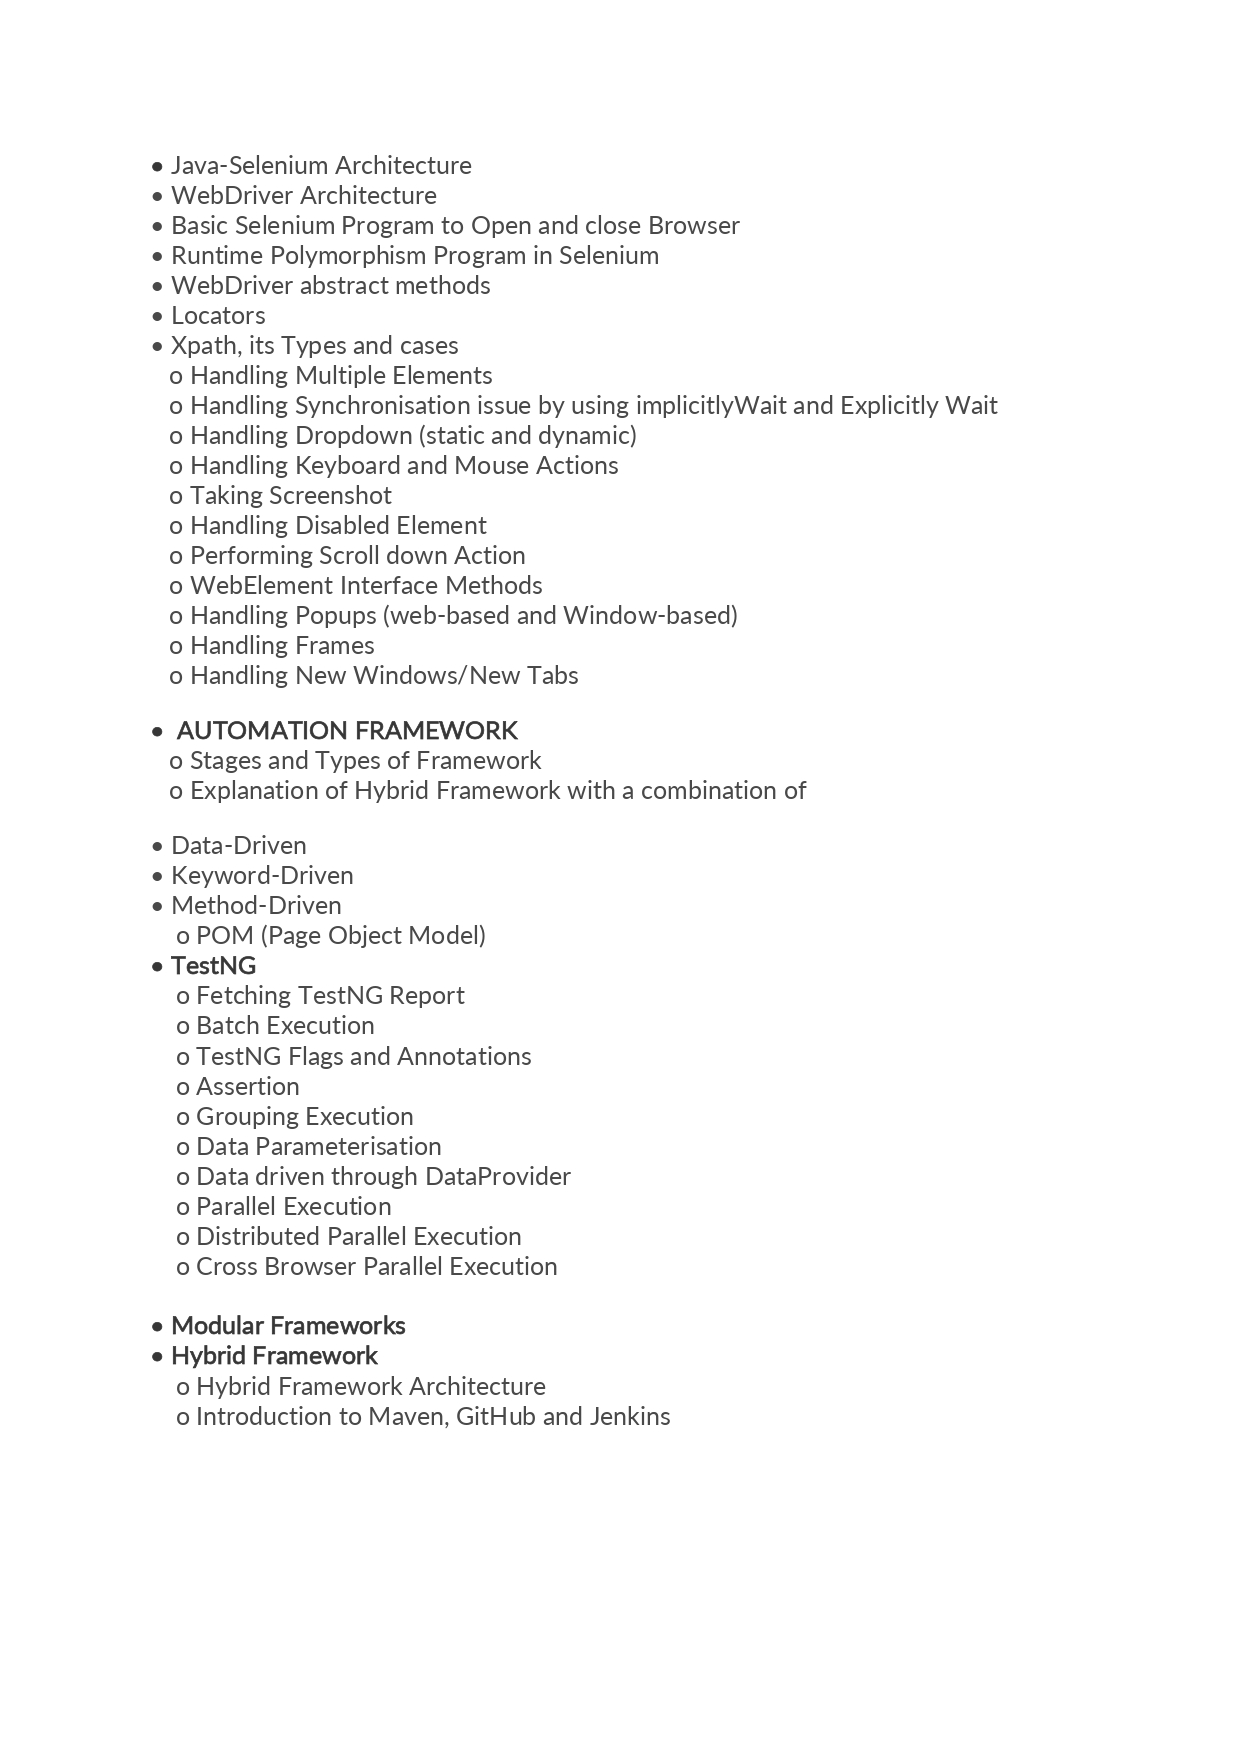 • Java-Selenium Architecture
• WebDriver Architecture
• Basic Selenium Program to Open and close Browser
• Runtime Polymorphism Program in Selenium
• WebDriver abstract methods
• Locators
• Xpath, its Types and cases
o Handling Multiple Elements
o Handling Synchronisation issue by using implicitlyWait and Explicitly Wait
o Handling Dropdown (static and dynamic)
o Handling Keyboard and Mouse Actions
o Taking Screenshot
o Handling Disabled Element
o Performing Scroll down Action
o WebElement Interface Methods
o Handling Popups (web-based and Window-based)
o Handling Frames
o Handling New Windows/New Tabs
• AUTOMATION FRAMEWORK
o Stages and Types of Framework
o Explanation of Hybrid Framework with a combination of
• Data-Driven
• Keyword-Driven
• Method-Driven
o POM (Page Object Model)
• TestNG
o Fetching TestNG Report
o Batch Execution
o TestNG Flags and Annotations
o Assertion
o Grouping Execution
o Data Parameterisation
o Data driven through DataProvider
o Parallel Execution
o Distributed Parallel Execution
o Cross Browser Parallel Execution
• Modular Frameworks
• Hybrid Framework
o Hybrid Framework Architecture
o Introduction to Maven, GitHub and Jenkins